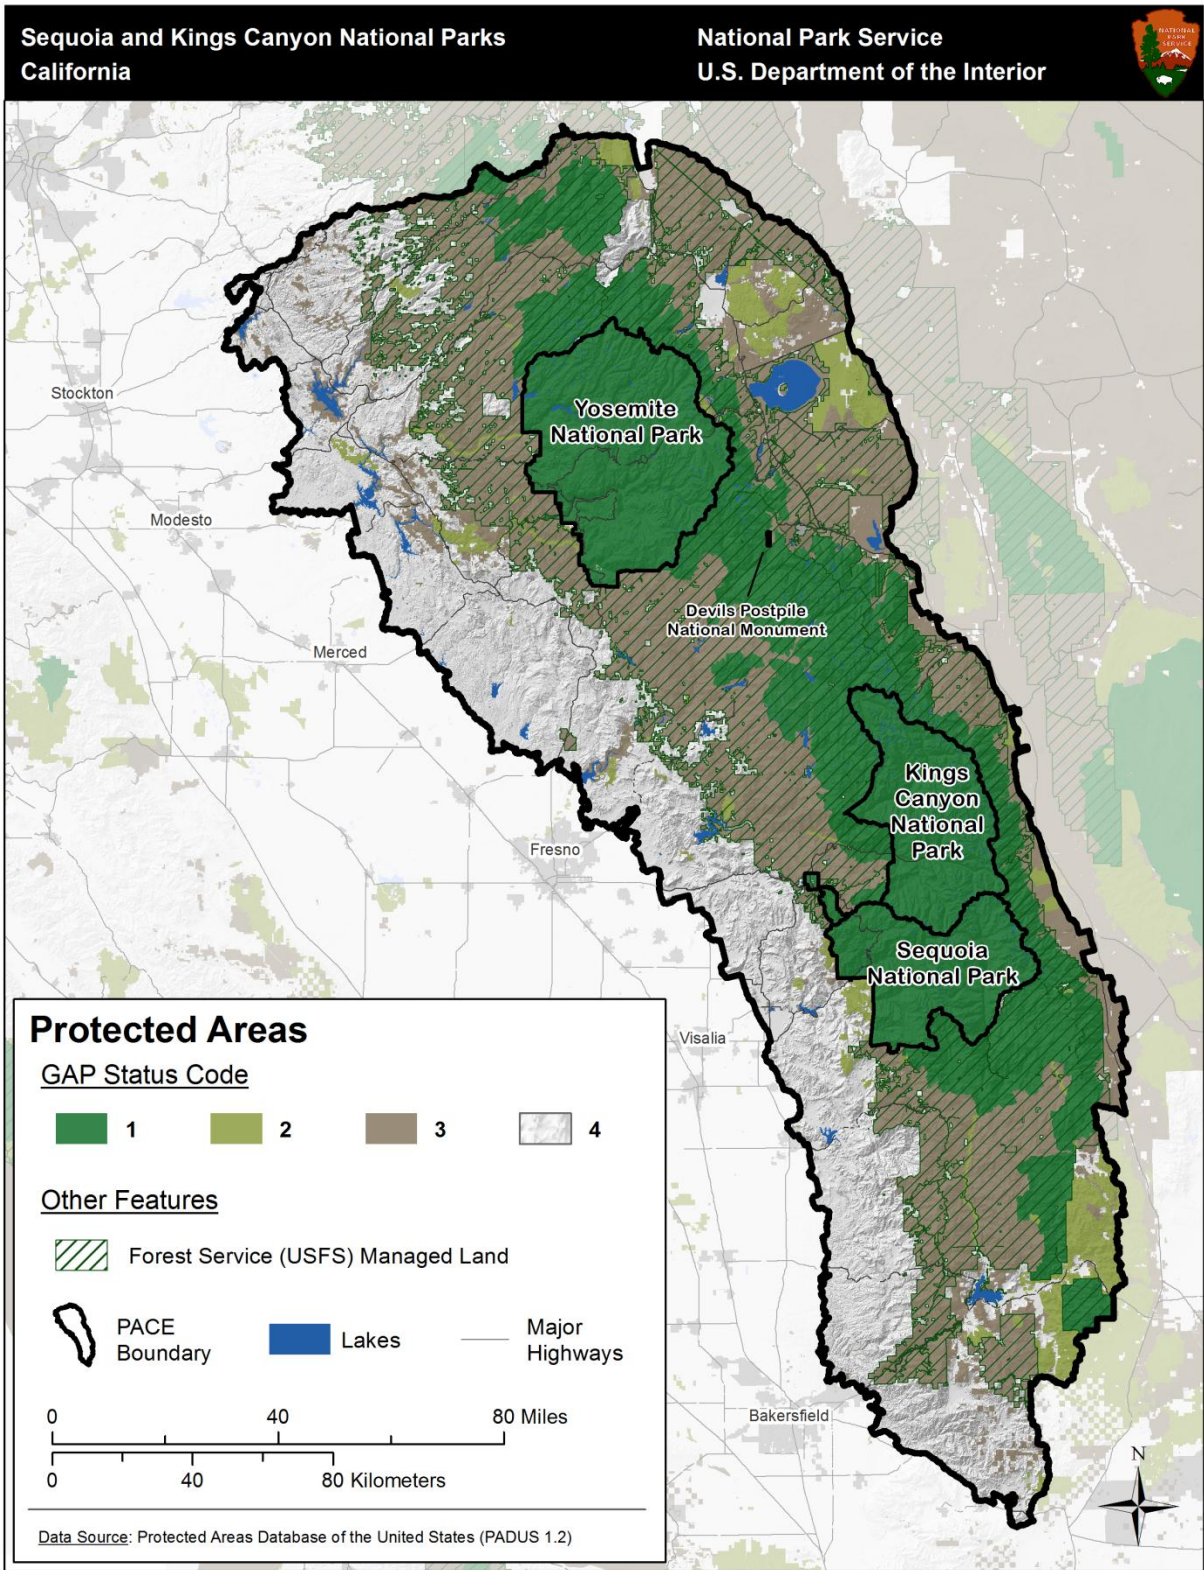 Sequoia and Kings Canyon National Parks
California
National Park Service
U.S. Department of the Interior
NATIONAL
PARK
SERVICE
Stockton
Modesto
Merced
Fresno
Visalia
Bakersfield
Yosemite
National Park
Devils Postpile
National Monument
Kings
Canyon
National
Park
Sequoia
National Park
Protected Areas
GAP Status Code
1
2
3
4
Other Features
Forest Service (USFS) Managed Land
PACE
Boundary
Lakes
Major
Highways
0 40 80 Miles
0 40 80 Kilometers
Data Source: Protected Areas Database of the United States (PADUS 1.2)
N